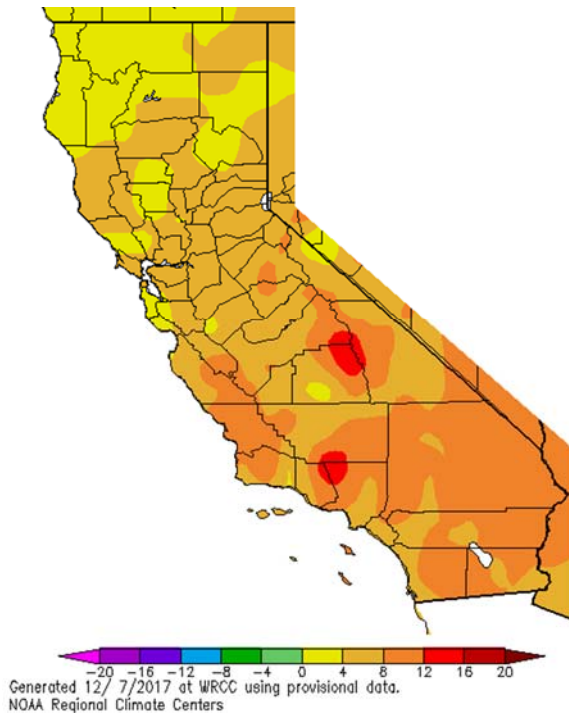 -20 -16 -12 -8 -4 0 4 8 12 16 20
Generated 12/ 7/2017 at WRCC using provisional data.
NOAA Regional Climate Centers